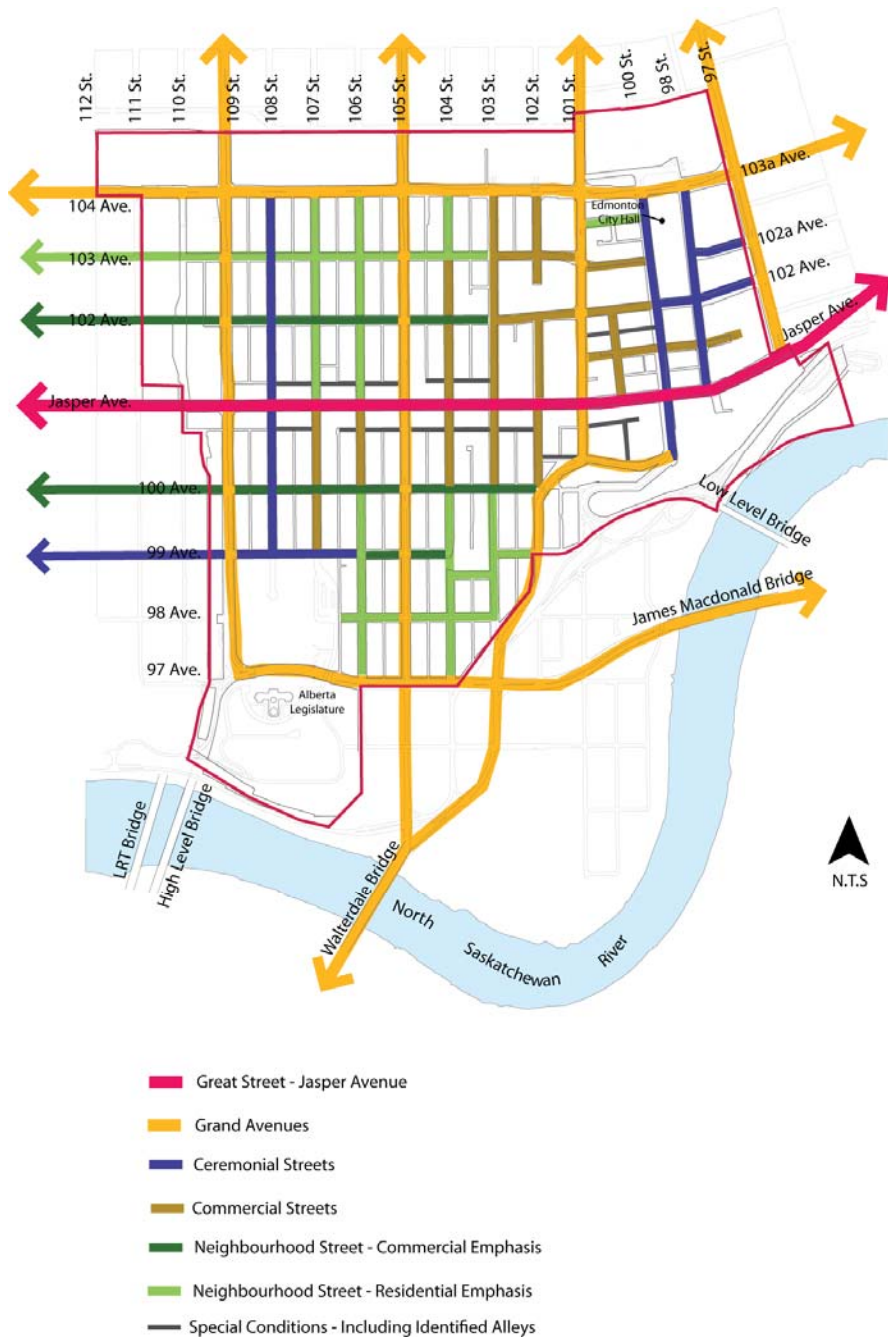 112 St.
111 St.
110 St.
109 St.
108 St.
107 St.
106 St.
105 St.
104 St.
103 St.
102 St.
101 St.
100 St.
98 St.
97 St.
104 Ave.
103a Ave.
Edmonton
City Hall
103 Ave.
102a Ave.
102 Ave.
102 Ave.
Jasper Ave.
Jasper Ave.
100 Ave.
Low Level Bridge
99 Ave.
James Macdonald Bridge
98 Ave.
97 Ave.
Alberta
Legislature
LRT Bridge
High Level Bridge
Walterdale Bridge
North
Saskatchewan
River
N.T.S
Great Street - Jasper Avenue
Grand Avenues
Ceremonial Streets
Commercial Streets
Neighbourhood Street - Commercial Emphasis
Neighbourhood Street - Residential Emphasis
Special Conditions - Including Identified Alleys